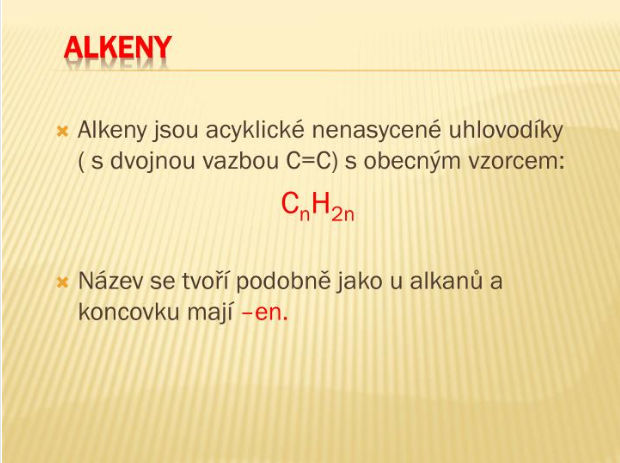 ALKENY
Alkeny jsou acyklické nenasycené uhlovodíky
( s dvojnou vazbou C=C) s obecným vzorcem:
CnH2n
Název se tvoří podobně jako u alkanů a
koncovku mají –en.